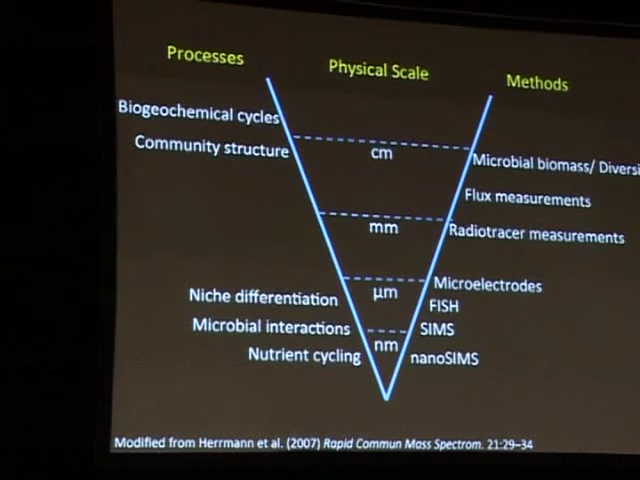 Processes
Physical Scale
Methods
Biogeochemical cycles
Community structure
cm
Microbial biomass/
Flux measurements
mm
Radiotracer measurements
Microelectrodes
Niche differentiation
μm
FISH
Microbial interactions
SIMS
nm
Nutrient cycling
nanoSIMS
Modified from Herrmann et al. (2007) Rapid Commun Mass Spectrom. 21:29–34